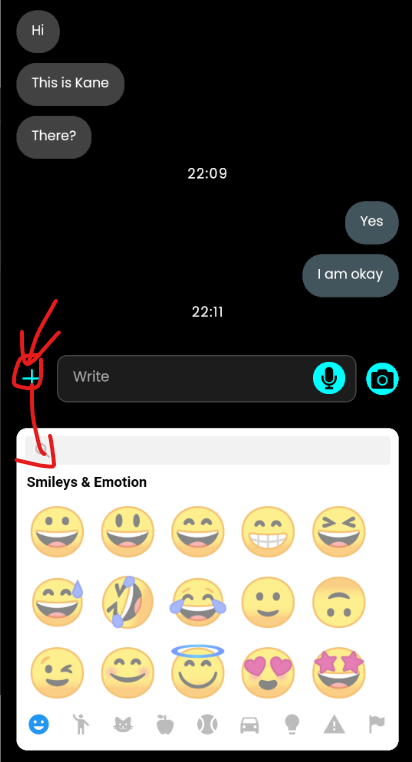 Hi
This is Kane
There?
22:09
Yes
I am okay
22:11
Write
Smileys & Emotion